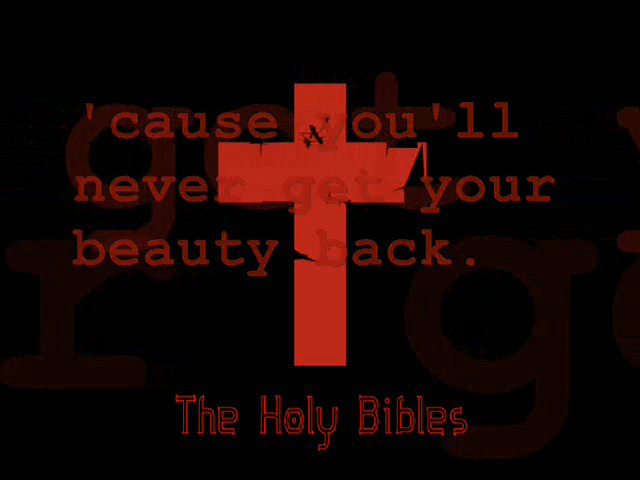 'cause you'll
never get your
beauty back.
The Holy Bibles